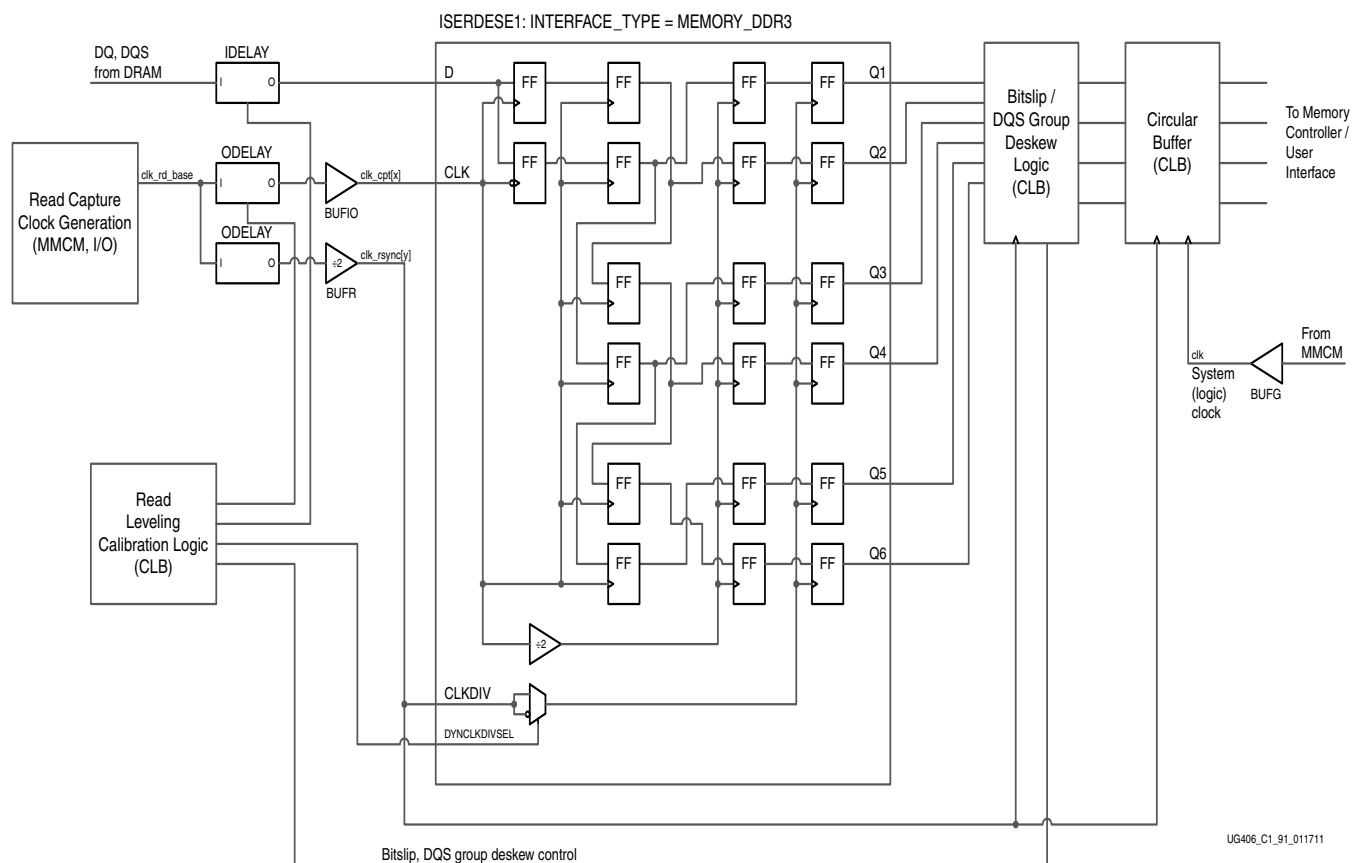 ISERDESE1: INTERFACE_TYPE = MEMORY_DDR3
DQ, DQS
from DRAM
IDELAY
I
O
D
FF
FF
FF
FF
Q1
Read Capture
Clock Generation
(MMCM, I/O)
clk_rd_base
ODELAY
I
O
BUFIO
clk_cpt[x]
CLK
FF
FF
FF
FF
Q2
ODELAY
I
O
÷2
BUFR
clk_rsync[y]
FF
FF
FF
Q3
FF
FF
FF
Q4
FF
FF
FF
Q5
FF
FF
FF
Q6
÷2
CLKDIV
DYNCLKDIVSEL
Read
Leveling
Calibration Logic
(CLB)
Bitslip /
DQS Group
Deskew
Logic
(CLB)
Circular
Buffer
(CLB)
To Memory
Controller /
User
Interface
From
MMCM
BUFG
clk
System
(logic)
clock
Bitslip, DQS group deskew control
UG406_C1_91_011711